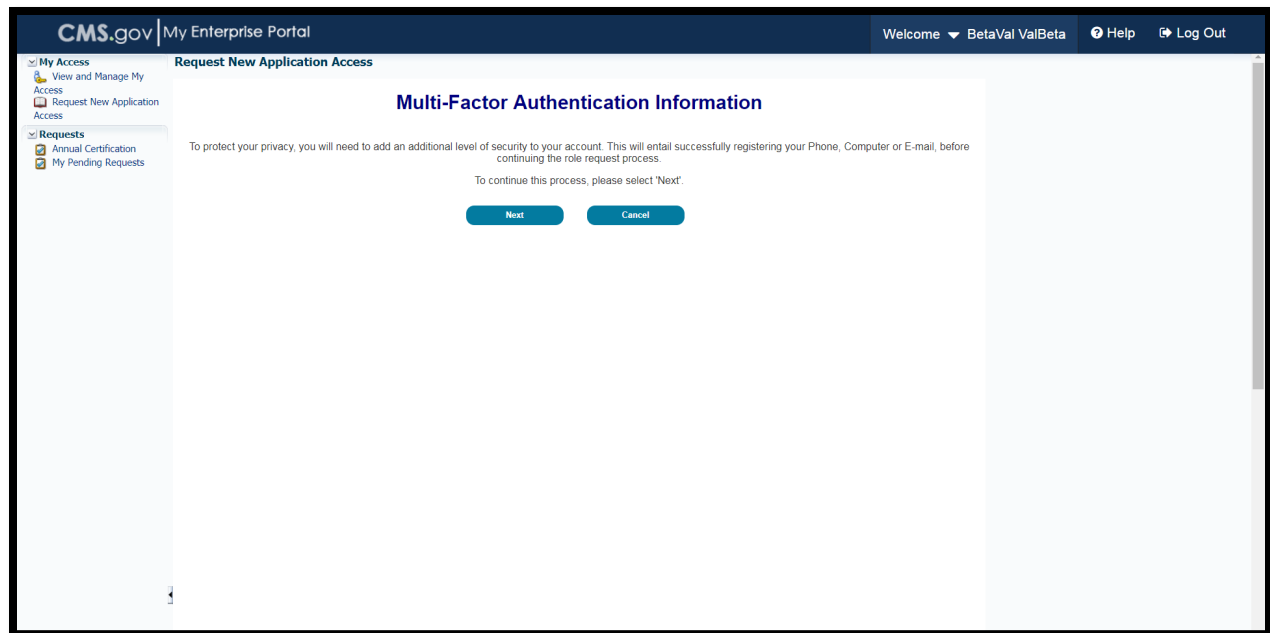 CMS.gov My Enterprise Portal
Welcome BetaVal ValBeta Help Log Out
My Access
View and Manage My
Access
Request New Application
Access
Requests
Annual Certification
My Pending Requests
Request New Application Access
Multi-Factor Authentication Information
To protect your privacy, you will need to add an additional level of security to your account. This will entail successfully registering your Phone, Computer or E-mail, before
continuing the role request process.
To continue this process, please select 'Next'.
Next Cancel